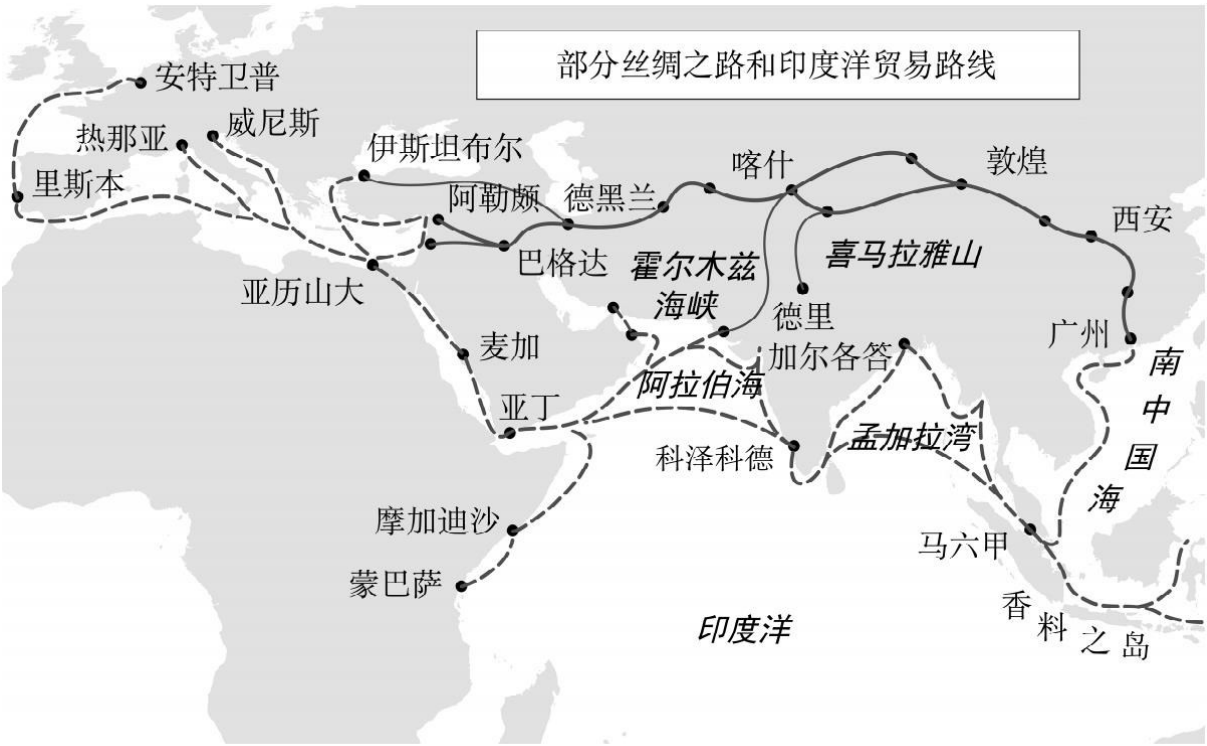 部分丝绸之路和印度洋贸易路线
安特卫普
热那亚
威尼斯
里斯本
伊斯坦布尔
阿勒颇
德黑兰
喀什
敦煌
西安
巴格达
亚历山大
霍尔木兹
海峡
喜马拉雅山
德里
广州
麦加
加尔各答
阿拉伯海
亚丁
科泽科德
孟加拉湾
南
中
国
海
摩加迪沙
马六甲
蒙巴萨
香料之岛
印度洋